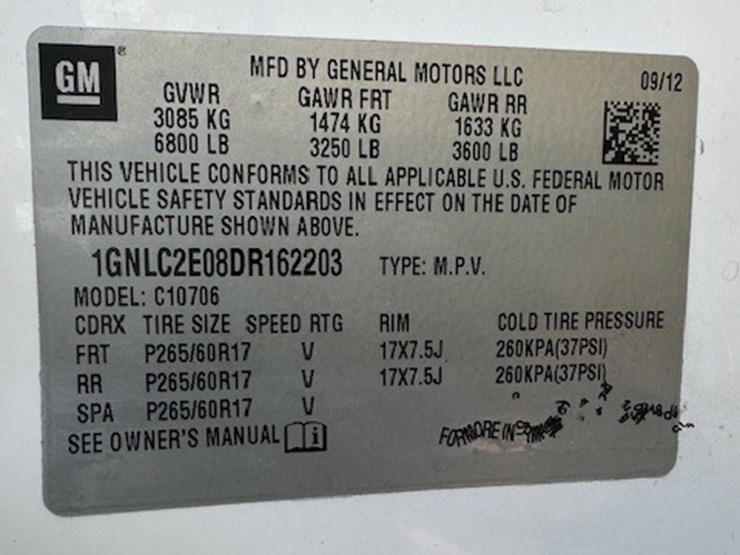 GM
MFD BY GENERAL MOTORS LLC 09/12
GVWR GAWR FRT GAWR RR
3085 KG 1474 KG 1633 KG
6800 LB 3250 LB 3600 LB
THIS VEHICLE CONFORMS TO ALL APPLICABLE U.S. FEDERAL MOTOR
VEHICLE SAFETY STANDARDS IN EFFECT ON THE DATE OF
MANUFACTURE SHOWN ABOVE.
1GNLC2E08DR162203 TYPE: M.P.V.
MODEL: C10706
CDRX TIRE SIZE SPEED RTG RIM COLD TIRE PRESSURE
FRT P265/60R17 V 17X7.5J 260KPA(37PSI)
RR P265/60R17 V 17X7.5J 260KPA(37PSI)
SPA P265/60R17 V
SEE OWNER'S MANUAL i